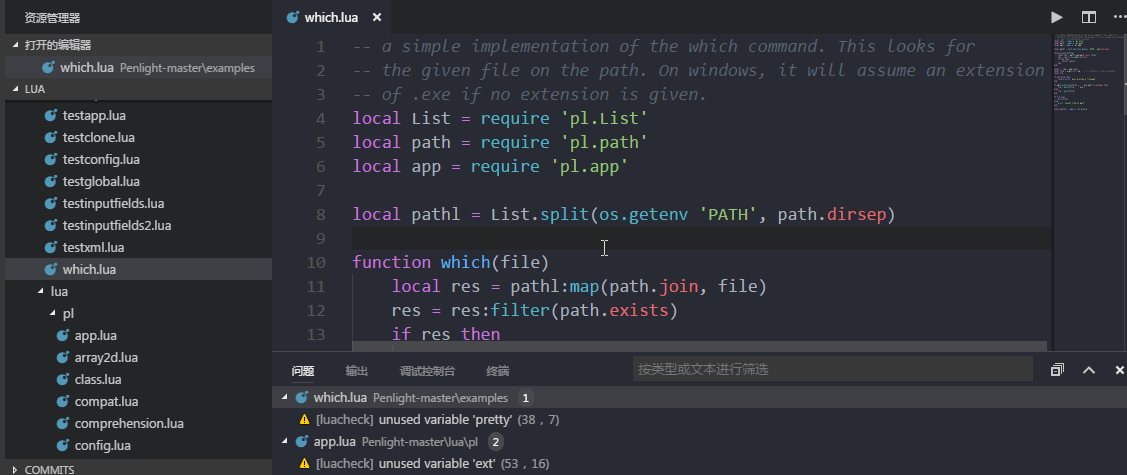 资源管理器
打开的编辑器
which.lua Penlight-master\examples
LUA
testapp.lua
testclone.lua
testconfig.lua
testglobal.lua
testinputfields.lua
testinputfields2.lua
testxml.lua
which.lua
lua
pl
app.lua
array2d.lua
class.lua
compat.lua
comprehension.lua
config.lua
COMMITS
which.lua
1 -- a simple implementation of the which command. This looks for
2 -- the given file on the path. On windows, it will assume an extension
3 -- of .exe if no extension is given.
4 local List = require 'pl.List'
5 local path = require 'pl.path'
6 local app = require 'pl.app'
7
8 local pathl = List.split(os.getenv 'PATH', path.dirsep)
9
10 function which(file)
11 local res = pathl:map(path.join, file)
12 res = res:filter(path.exists)
13 if res then
问题 输出 调试控制台 终端 按类型或文本进行筛选
which.lua Penlight-master\examples 1
[luacheck] unused variable 'pretty' (38 , 7)
app.lua Penlight-master\lua\pl 2
[luacheck] unused variable 'ext' (53 , 16)